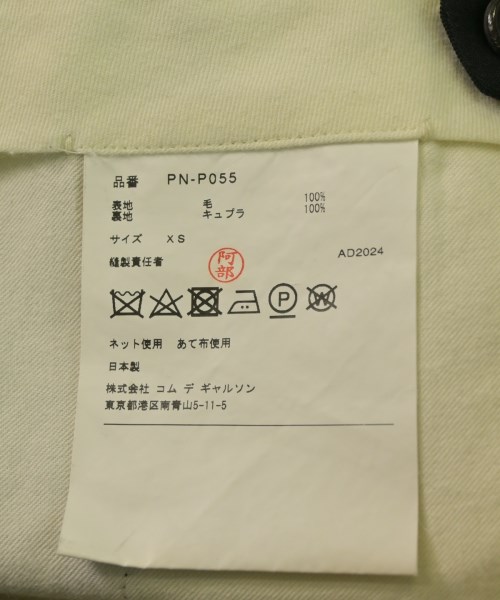 品番 PN-P055
表地 毛 100%
裏地 キュプラ 100%
サイズ XS
縫製責任者 阿部 AD2024
P W
ネット使用 あて布使用
日本製
株式会社 コム デ ギャルソン
東京都港区南青山5-11-5